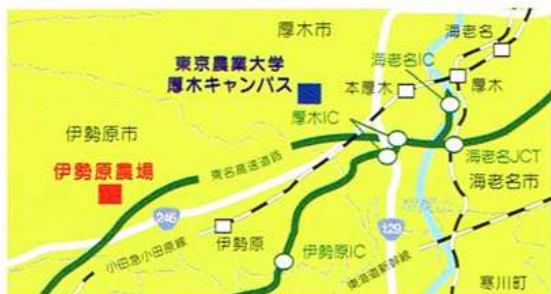 厚木市
海老名
海老名IC
東京農業大学
厚木キャンパス
本厚木
厚木
厚木IC
伊勢原市
海老名JCT
伊勢原農場
東名高速道路
海老名市
246
伊勢原
129
小田急小田原線
伊勢原IC
東海道新幹線
寒川町